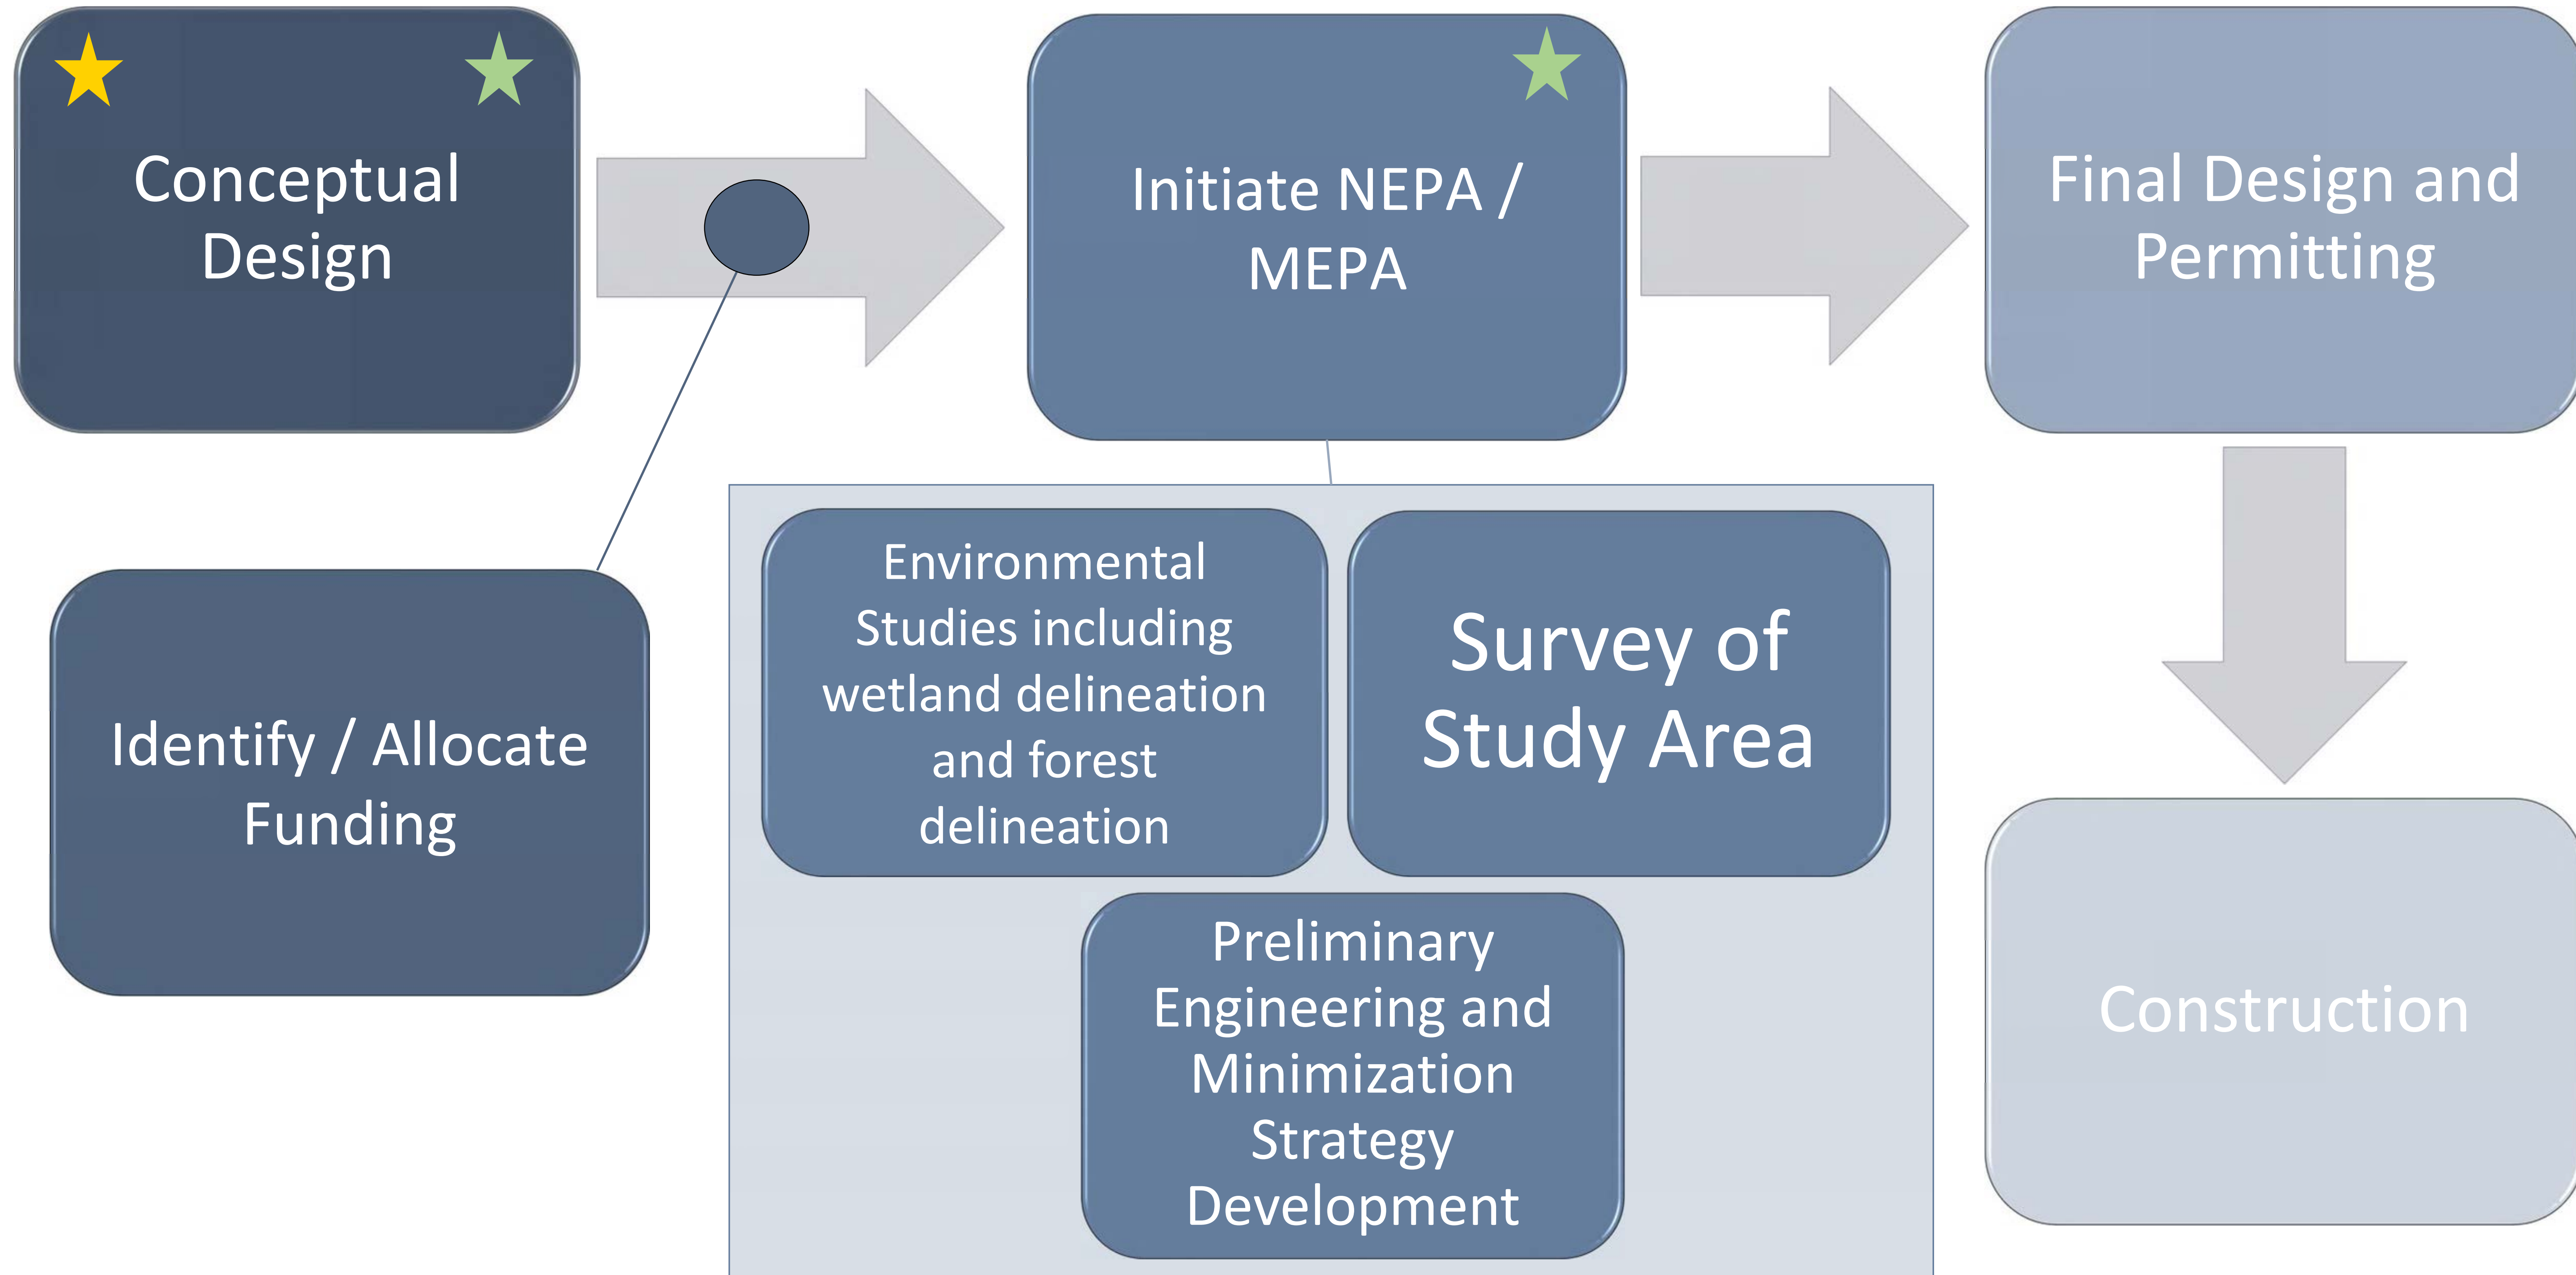 Conceptual
Design
Initiate NEPA /
MEPA
Final Design and
Permitting
Identify / Allocate
Funding
Environmental
Studies including
wetland delineation
and forest
delineation
Survey of
Study Area
Preliminary
Engineering and
Minimization
Strategy
Development
Construction